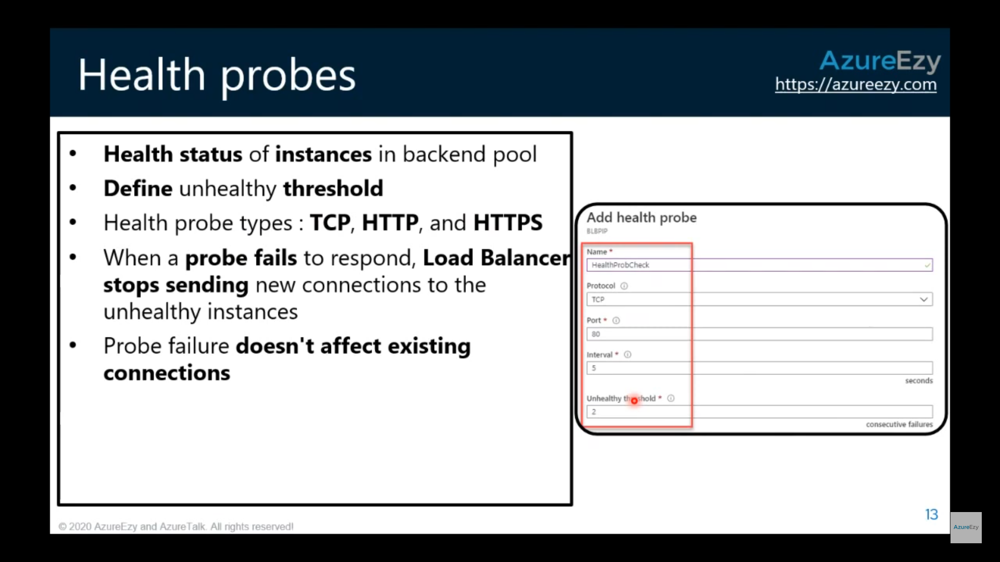 Health probes
AzureEzy
https://azureezy.com
• Health status of instances in backend pool
• Define unhealthy threshold
• Health probe types : TCP, HTTP, and HTTPS
• When a probe fails to respond, Load Balancer
stops sending new connections to the
unhealthy instances
• Probe failure doesn't affect existing
connections
Add health probe
BLBPIP
Name *
HealthProbCheck
Protocol
TCP
Port *
80
Interval *
5
seconds
Unhealthy threshold *
2
consecutive failures
13
© 2020 AzureEzy and AzureTalk. All rights reserved!
AzureEzy